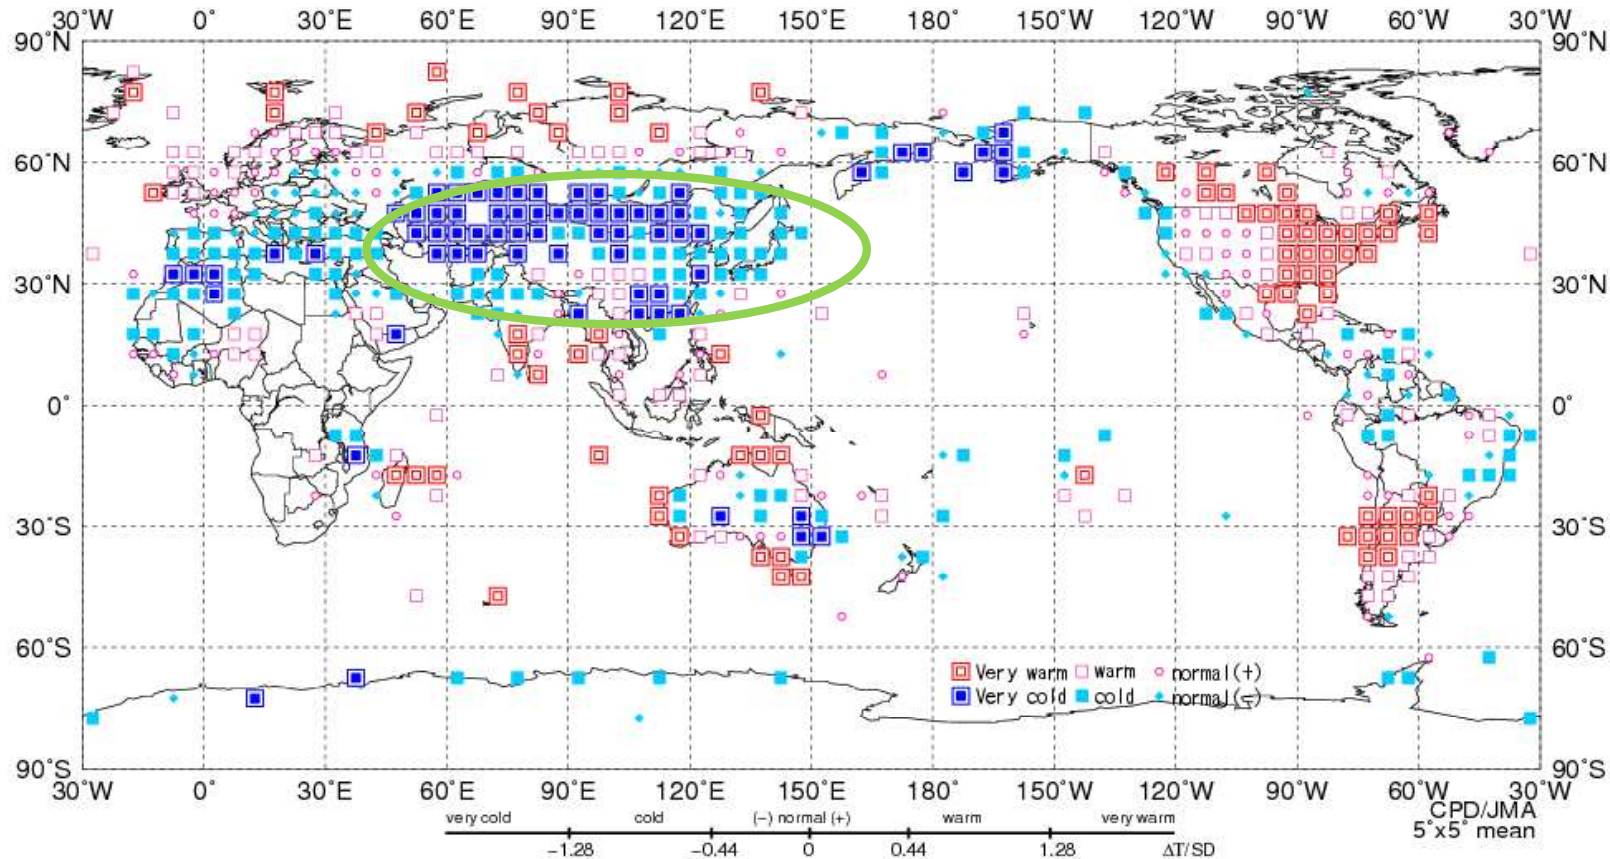 30°W 0° 30°E 60°E 90°E 120°E 150°E 180° 150°W 120°W 90°W 60°W 30°W
90°N 90°N
60°N 60°N
30°N 30°N
0° 0°
30°S 30°S
60°S 60°S
Very warm warm normal(+)
Very cold cold normal(-)
90°S 90°S
30°W 0° 30°E 60°E 90°E 120°E 150°E 180° 150°W 120°W 90°W 60°W 30°W
CPD/JMA
very cold cold (-) normal (+) warm very warm
5°x5° mean
-1.28 -0.44 0 0.44 1.28 ΔT/SD